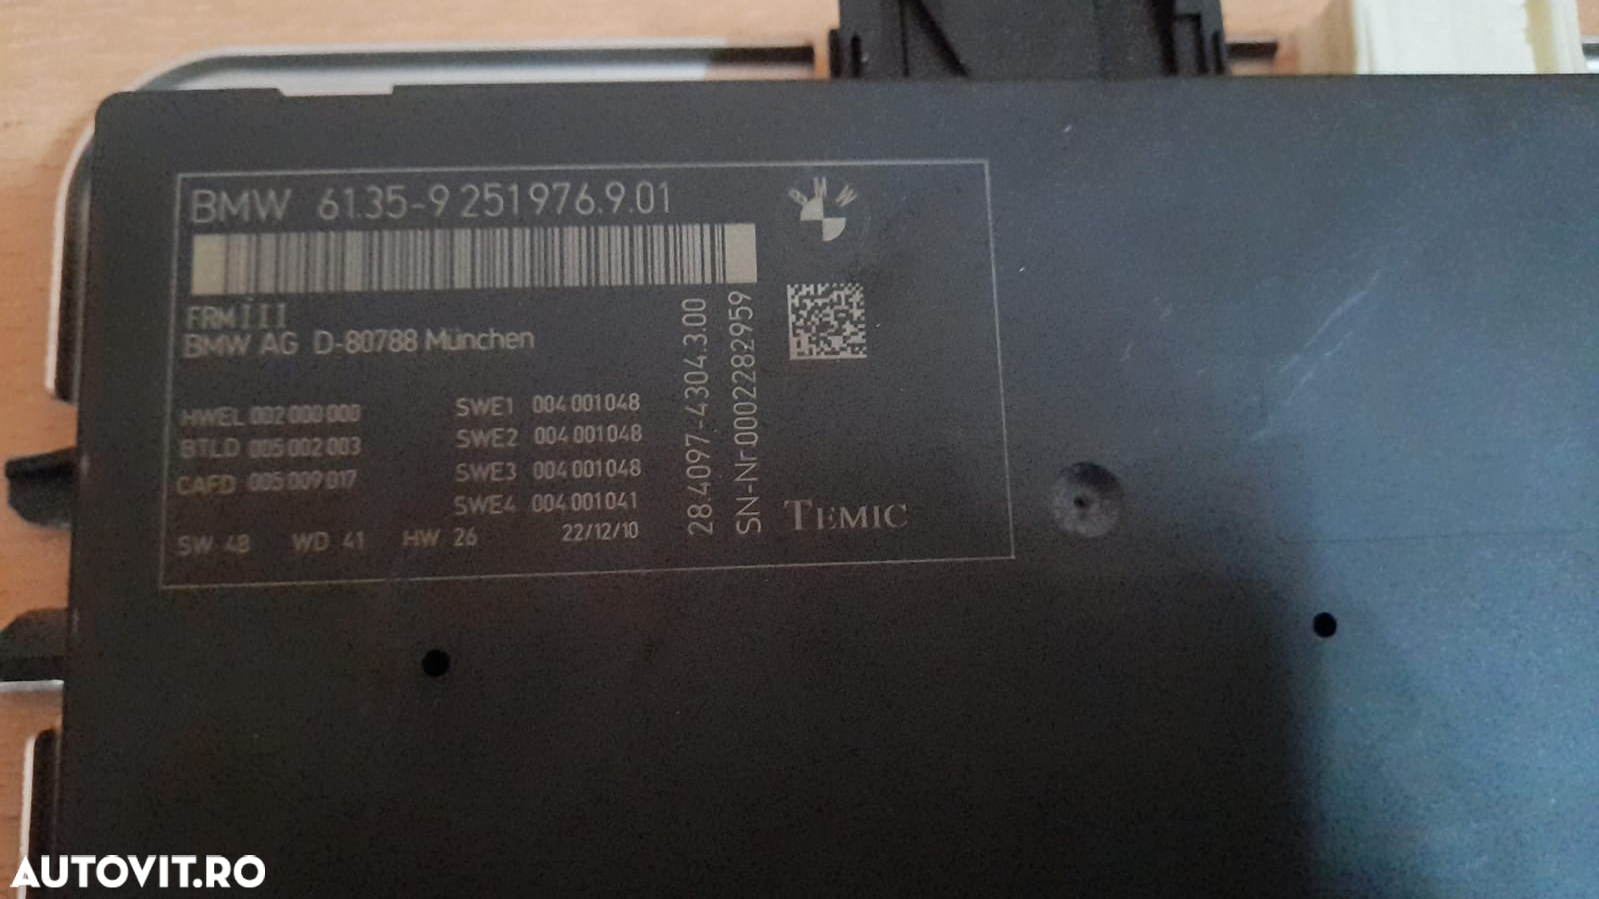 BMW 61.35-9 251976.9.01
BMW
FRMIII
BMW AG D-80788 München
HWEL 002 000 000
BTLD 005 002 003
CAFD 005 009 017
SWE1 004 001 048
SWE2 004 001 048
SWE3 004 001 048
SWE4 004 001 041
SW 48 WD 41 HW 26 22/12/10
28.4097-4304.3.00
SN-Nr 000228 2959
TEMIC
AUTOVIT.RO